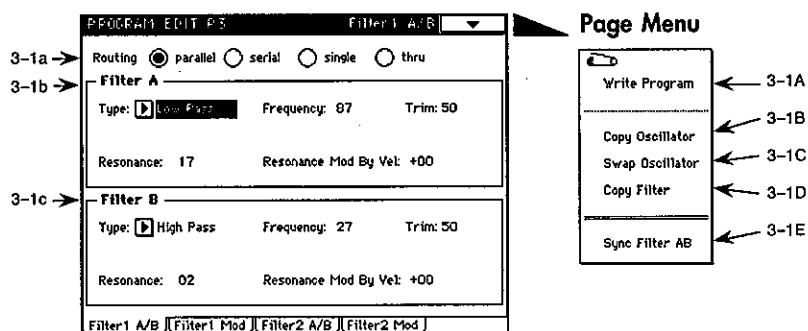 PROGRAM EDIT P3 Filter1 A/B
3-1a Routing parallel serial single thru
3-1b Filter A
Type: Low Pass Frequency: 87 Trim: 50
Resonance: 17 Resonance Mod By Vel: +00
3-1c Filter B
Type: High Pass Frequency: 27 Trim: 50
Resonance: 02 Resonance Mod By Vel: +00
Filter1 A/B Filter1 Mod Filter2 A/B Filter2 Mod
Page Menu
Write Program 3-1A
Copy Oscillator 3-1B
Swap Oscillator 3-1C
Copy Filter 3-1D
Sync Filter AB 3-1E